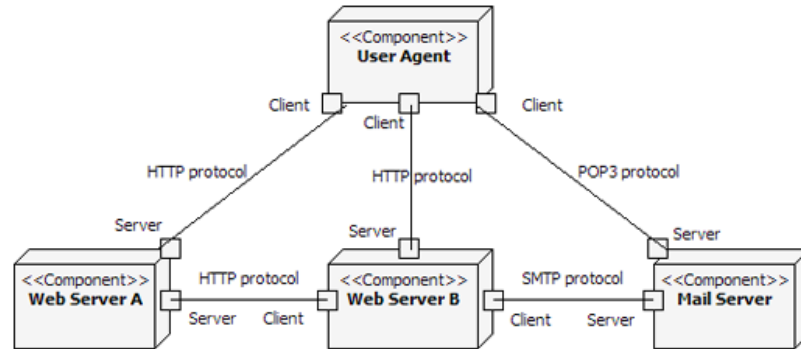 <<Component>>
User Agent
Client
Client
Client
HTTP protocol
HTTP protocol
POP3 protocol
Server
Server
Server
<<Component>>
Web Server A
HTTP protocol
<<Component>>
Web Server B
SMTP protocol
<<Component>>
Mail Server
Server
Client
Client
Server